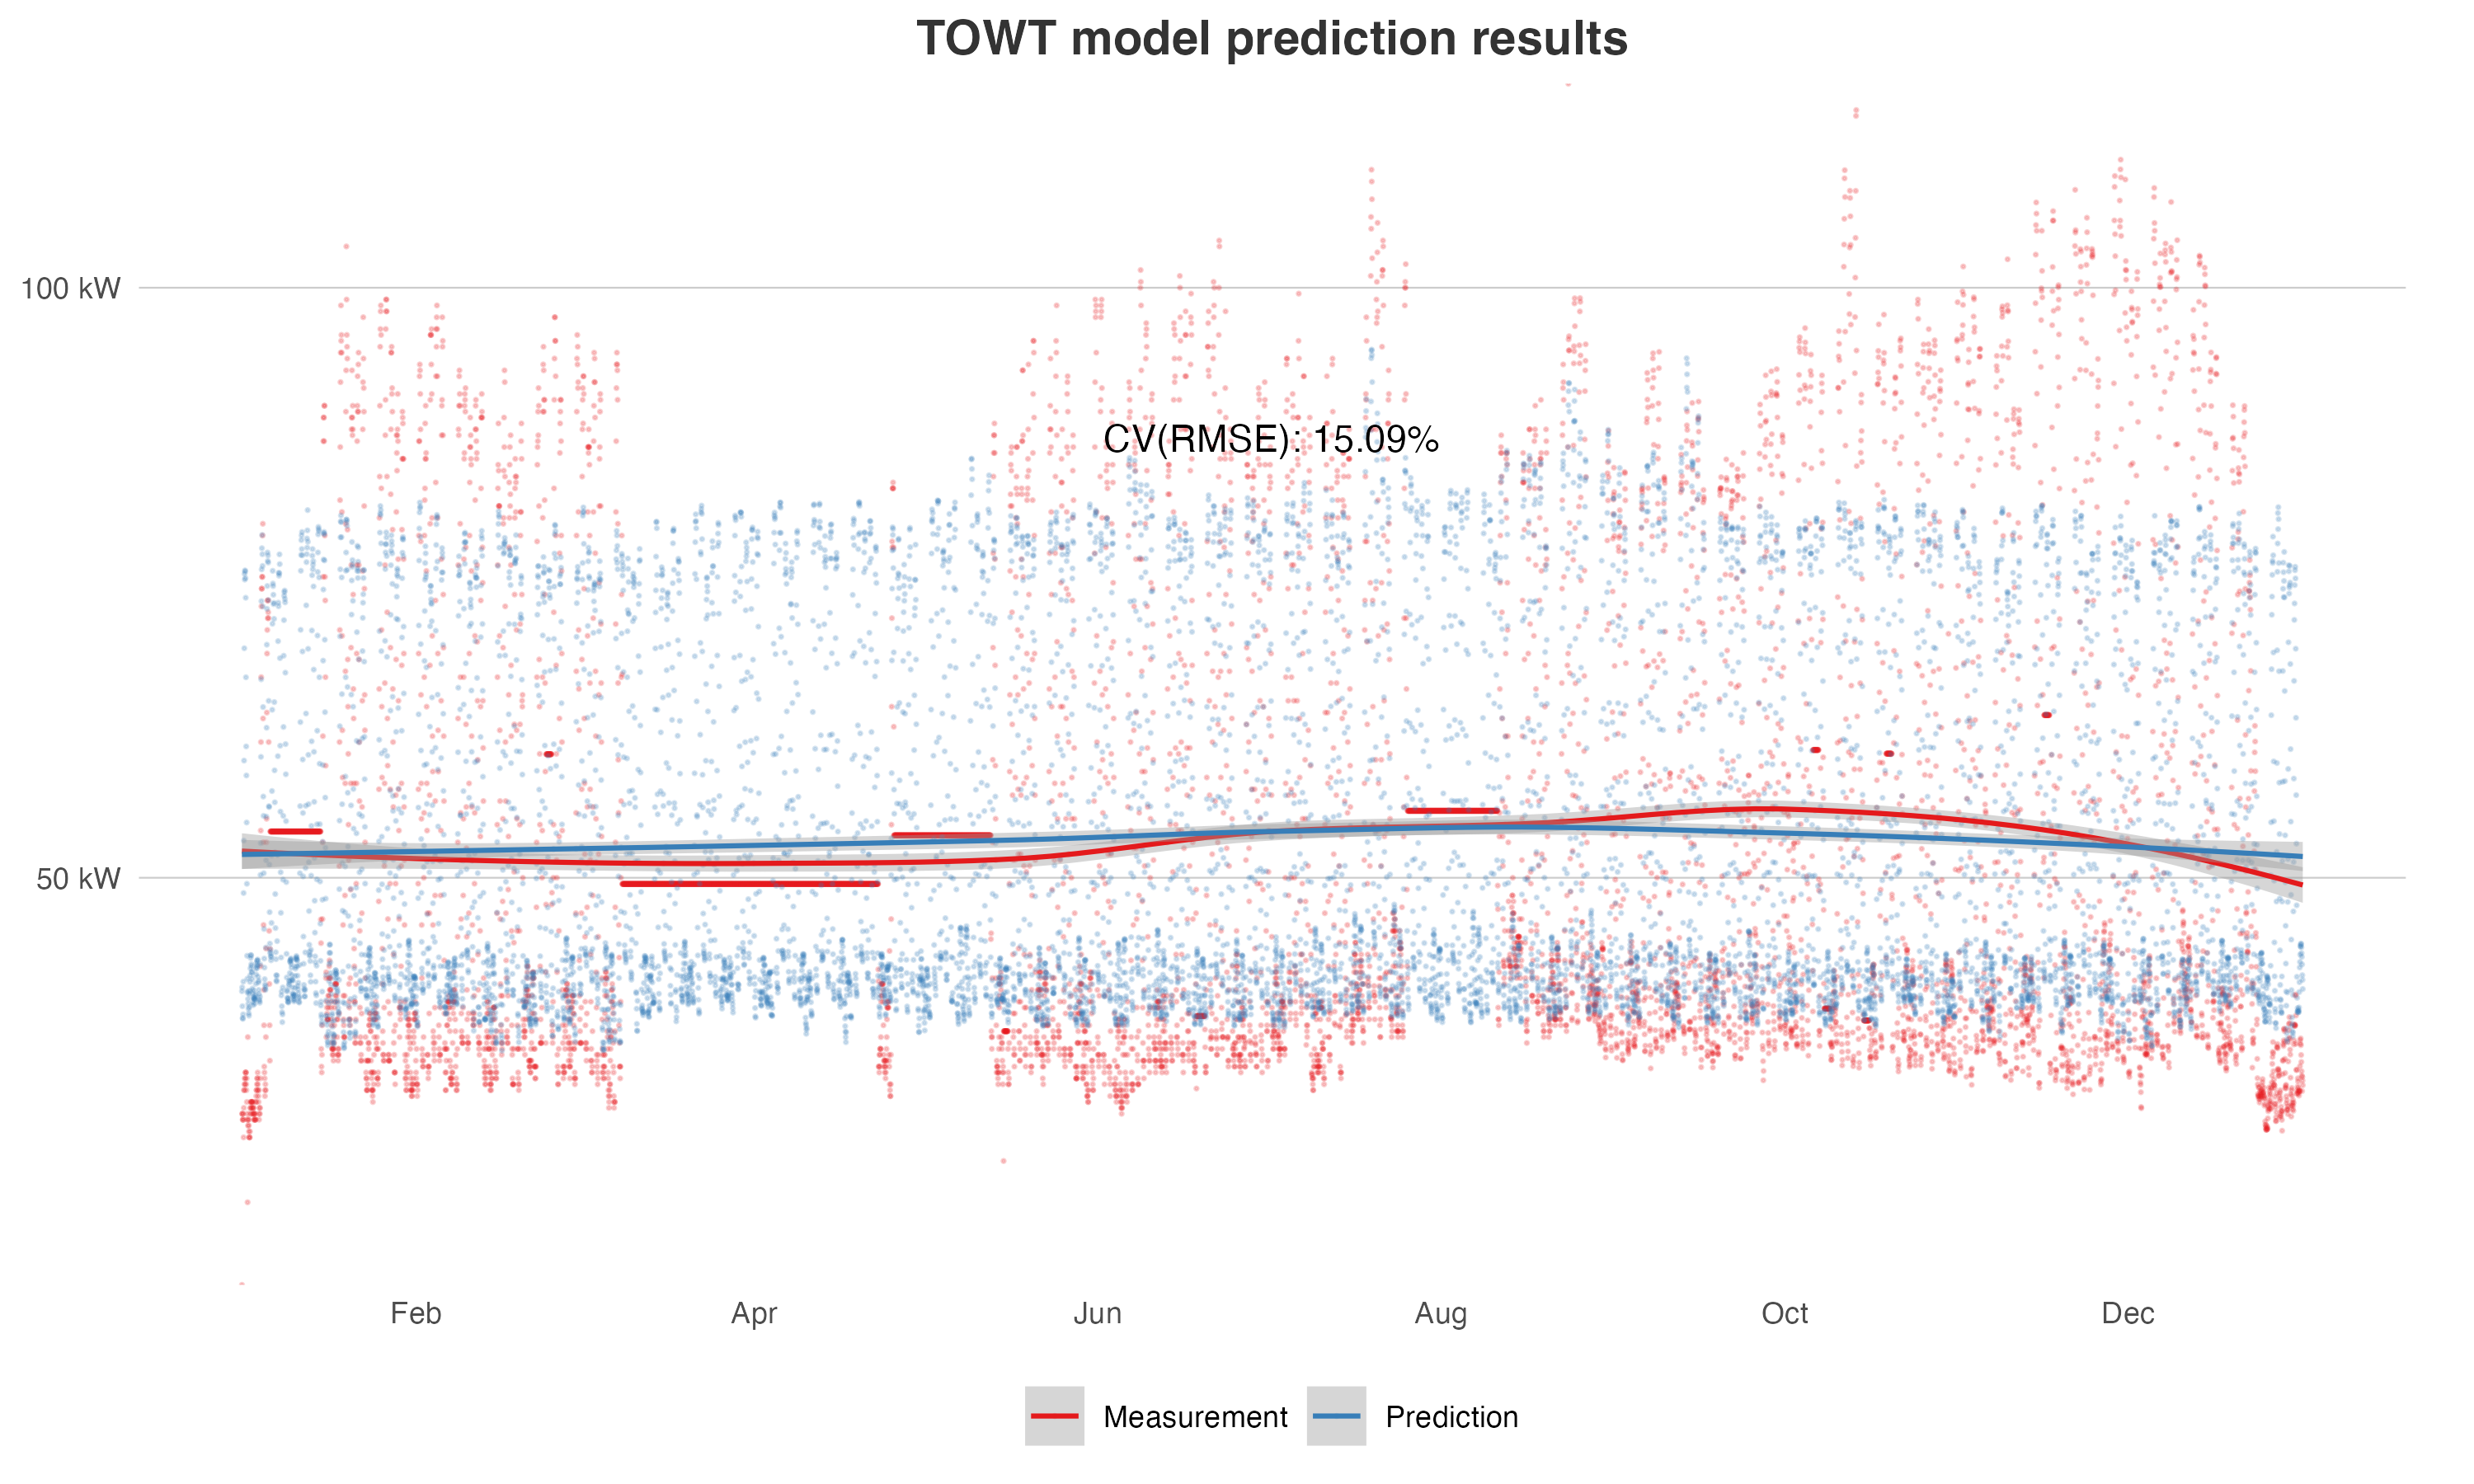 TOWT model prediction results
100 kW
CV(RMSE): 15.09%
50 kW
Feb Apr Jun Aug Oct Dec
Measurement Prediction